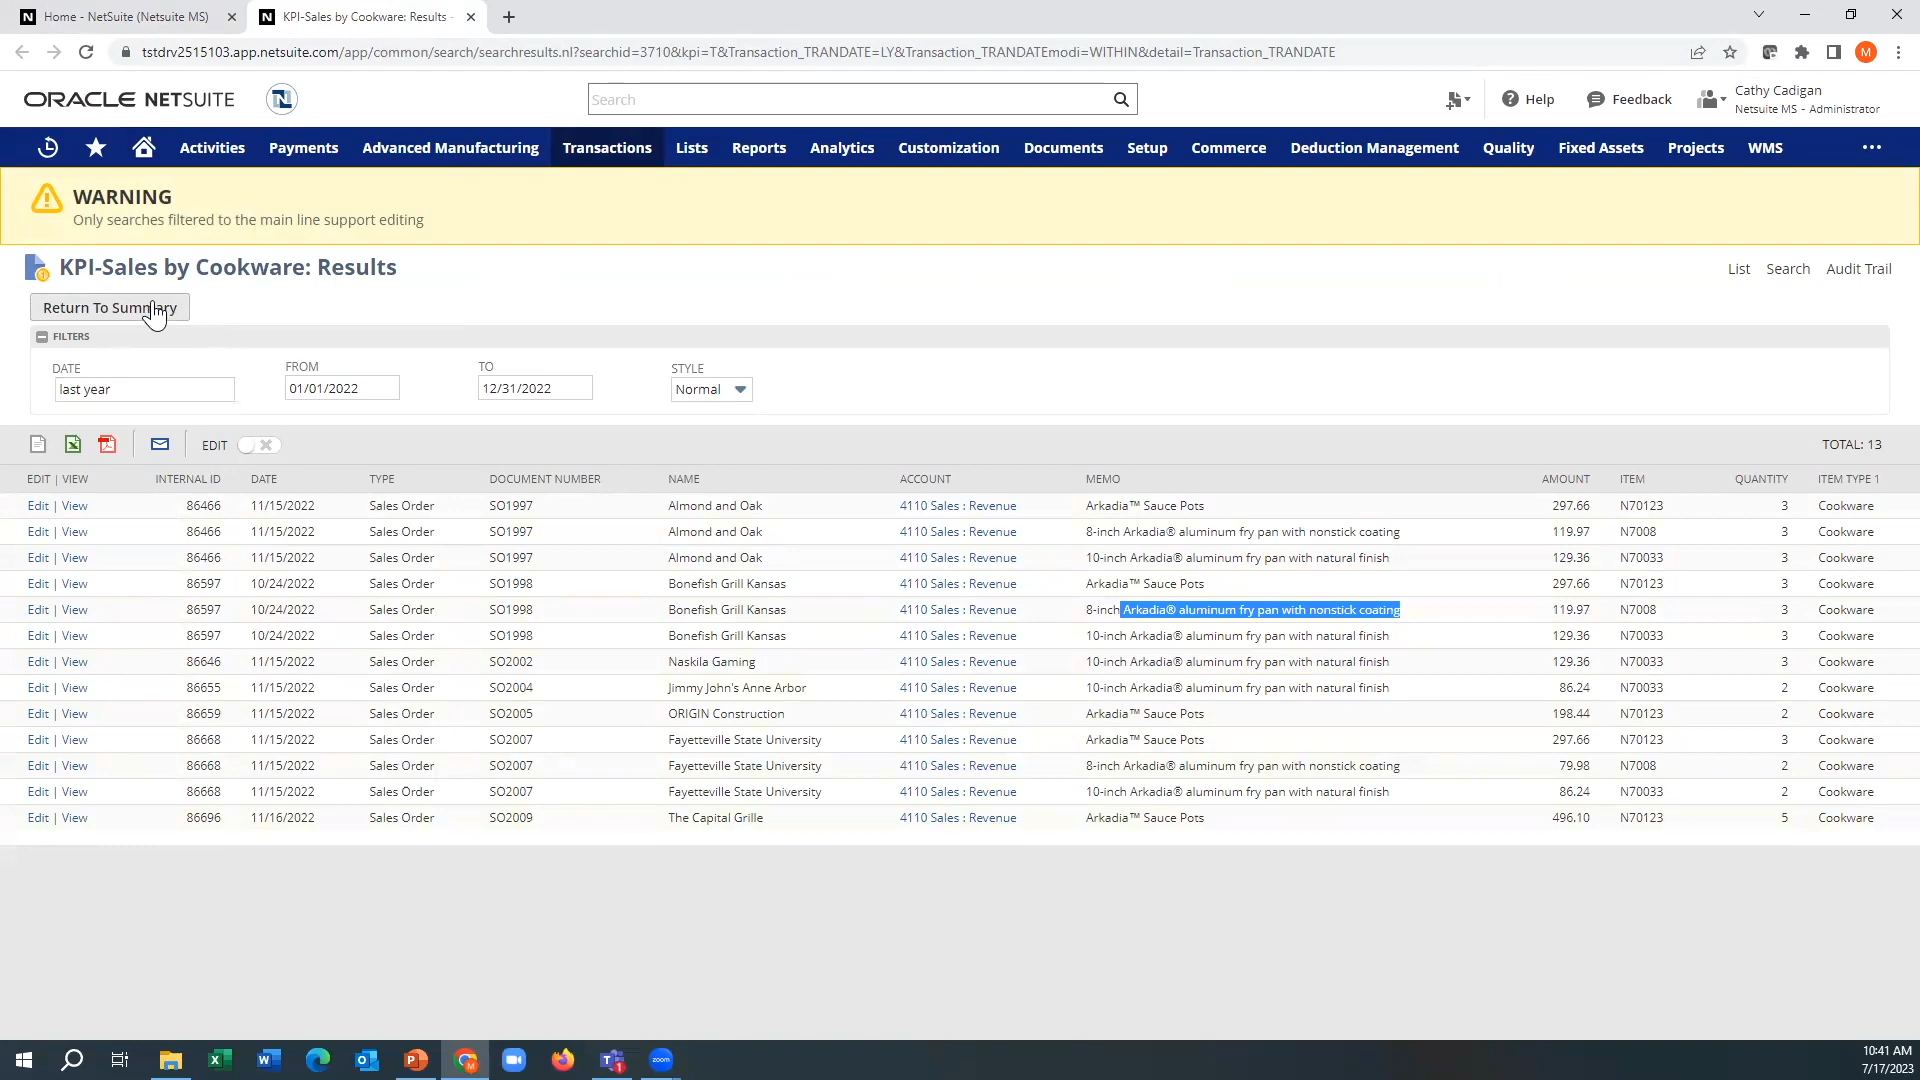 Home - NetSuite (Netsuite MS)
KPI-Sales by Cookware: Results -
tstdrv2515103.app.netsuite.com/app/common/search/searchresults.nl?searchid=3710&kpi=T&Transaction_TRANDATE=LY&Transaction_TRANDATEmodi=WITHIN&detail=Transaction_TRANDATE
M
ORACLE NETSUITE
N
Search
Help
Feedback
Cathy Cadigan
Netsuite MS - Administrator
Activities Payments Advanced Manufacturing Transactions Lists Reports Analytics Customization Documents Setup Commerce Deduction Management Quality Fixed Assets Projects WMS
WARNING
Only searches filtered to the main line support editing
KPI-Sales by Cookware: Results
List Search Audit Trail
Return To Summary
FILTERS
DATE FROM TO STYLE
last year 01/01/2022 12/31/2022 Normal
EDIT
TOTAL: 13
EDIT | VIEW INTERNAL ID DATE TYPE DOCUMENT NUMBER NAME ACCOUNT MEMO AMOUNT ITEM QUANTITY ITEM TYPE 1
Edit | View 86466 11/15/2022 Sales Order SO1997 Almond and Oak 4110 Sales : Revenue Arkadia™ Sauce Pots 297.66 N70123 3 Cookware
Edit | View 86466 11/15/2022 Sales Order SO1997 Almond and Oak 4110 Sales : Revenue 8-inch Arkadia® aluminum fry pan with nonstick coating 119.97 N7008 3 Cookware
Edit | View 86466 11/15/2022 Sales Order SO1997 Almond and Oak 4110 Sales : Revenue 10-inch Arkadia® aluminum fry pan with natural finish 129.36 N70033 3 Cookware
Edit | View 86597 10/24/2022 Sales Order SO1998 Bonefish Grill Kansas 4110 Sales : Revenue Arkadia™ Sauce Pots 297.66 N70123 3 Cookware
Edit | View 86597 10/24/2022 Sales Order SO1998 Bonefish Grill Kansas 4110 Sales : Revenue 8-inch Arkadia® aluminum fry pan with nonstick coating 119.97 N7008 3 Cookware
Edit | View 86597 10/24/2022 Sales Order SO1998 Bonefish Grill Kansas 4110 Sales : Revenue 10-inch Arkadia® aluminum fry pan with natural finish 129.36 N70033 3 Cookware
Edit | View 86646 11/15/2022 Sales Order SO2002 Naskila Gaming 4110 Sales : Revenue 10-inch Arkadia® aluminum fry pan with natural finish 129.36 N70033 3 Cookware
Edit | View 86655 11/15/2022 Sales Order SO2004 Jimmy John's Anne Arbor 4110 Sales : Revenue 10-inch Arkadia® aluminum fry pan with natural finish 86.24 N70033 2 Cookware
Edit | View 86659 11/15/2022 Sales Order SO2005 ORIGIN Construction 4110 Sales : Revenue Arkadia™ Sauce Pots 198.44 N70123 2 Cookware
Edit | View 86668 11/15/2022 Sales Order SO2007 Fayetteville State University 4110 Sales : Revenue Arkadia™ Sauce Pots 297.66 N70123 3 Cookware
Edit | View 86668 11/15/2022 Sales Order SO2007 Fayetteville State University 4110 Sales : Revenue 8-inch Arkadia® aluminum fry pan with nonstick coating 79.98 N7008 2 Cookware
Edit | View 86668 11/15/2022 Sales Order SO2007 Fayetteville State University 4110 Sales : Revenue 10-inch Arkadia® aluminum fry pan with natural finish 86.24 N70033 2 Cookware
Edit | View 86696 11/16/2022 Sales Order SO2009 The Capital Grille 4110 Sales : Revenue Arkadia™ Sauce Pots 496.10 N70123 5 Cookware
zoom
10:41 AM
7/17/2023